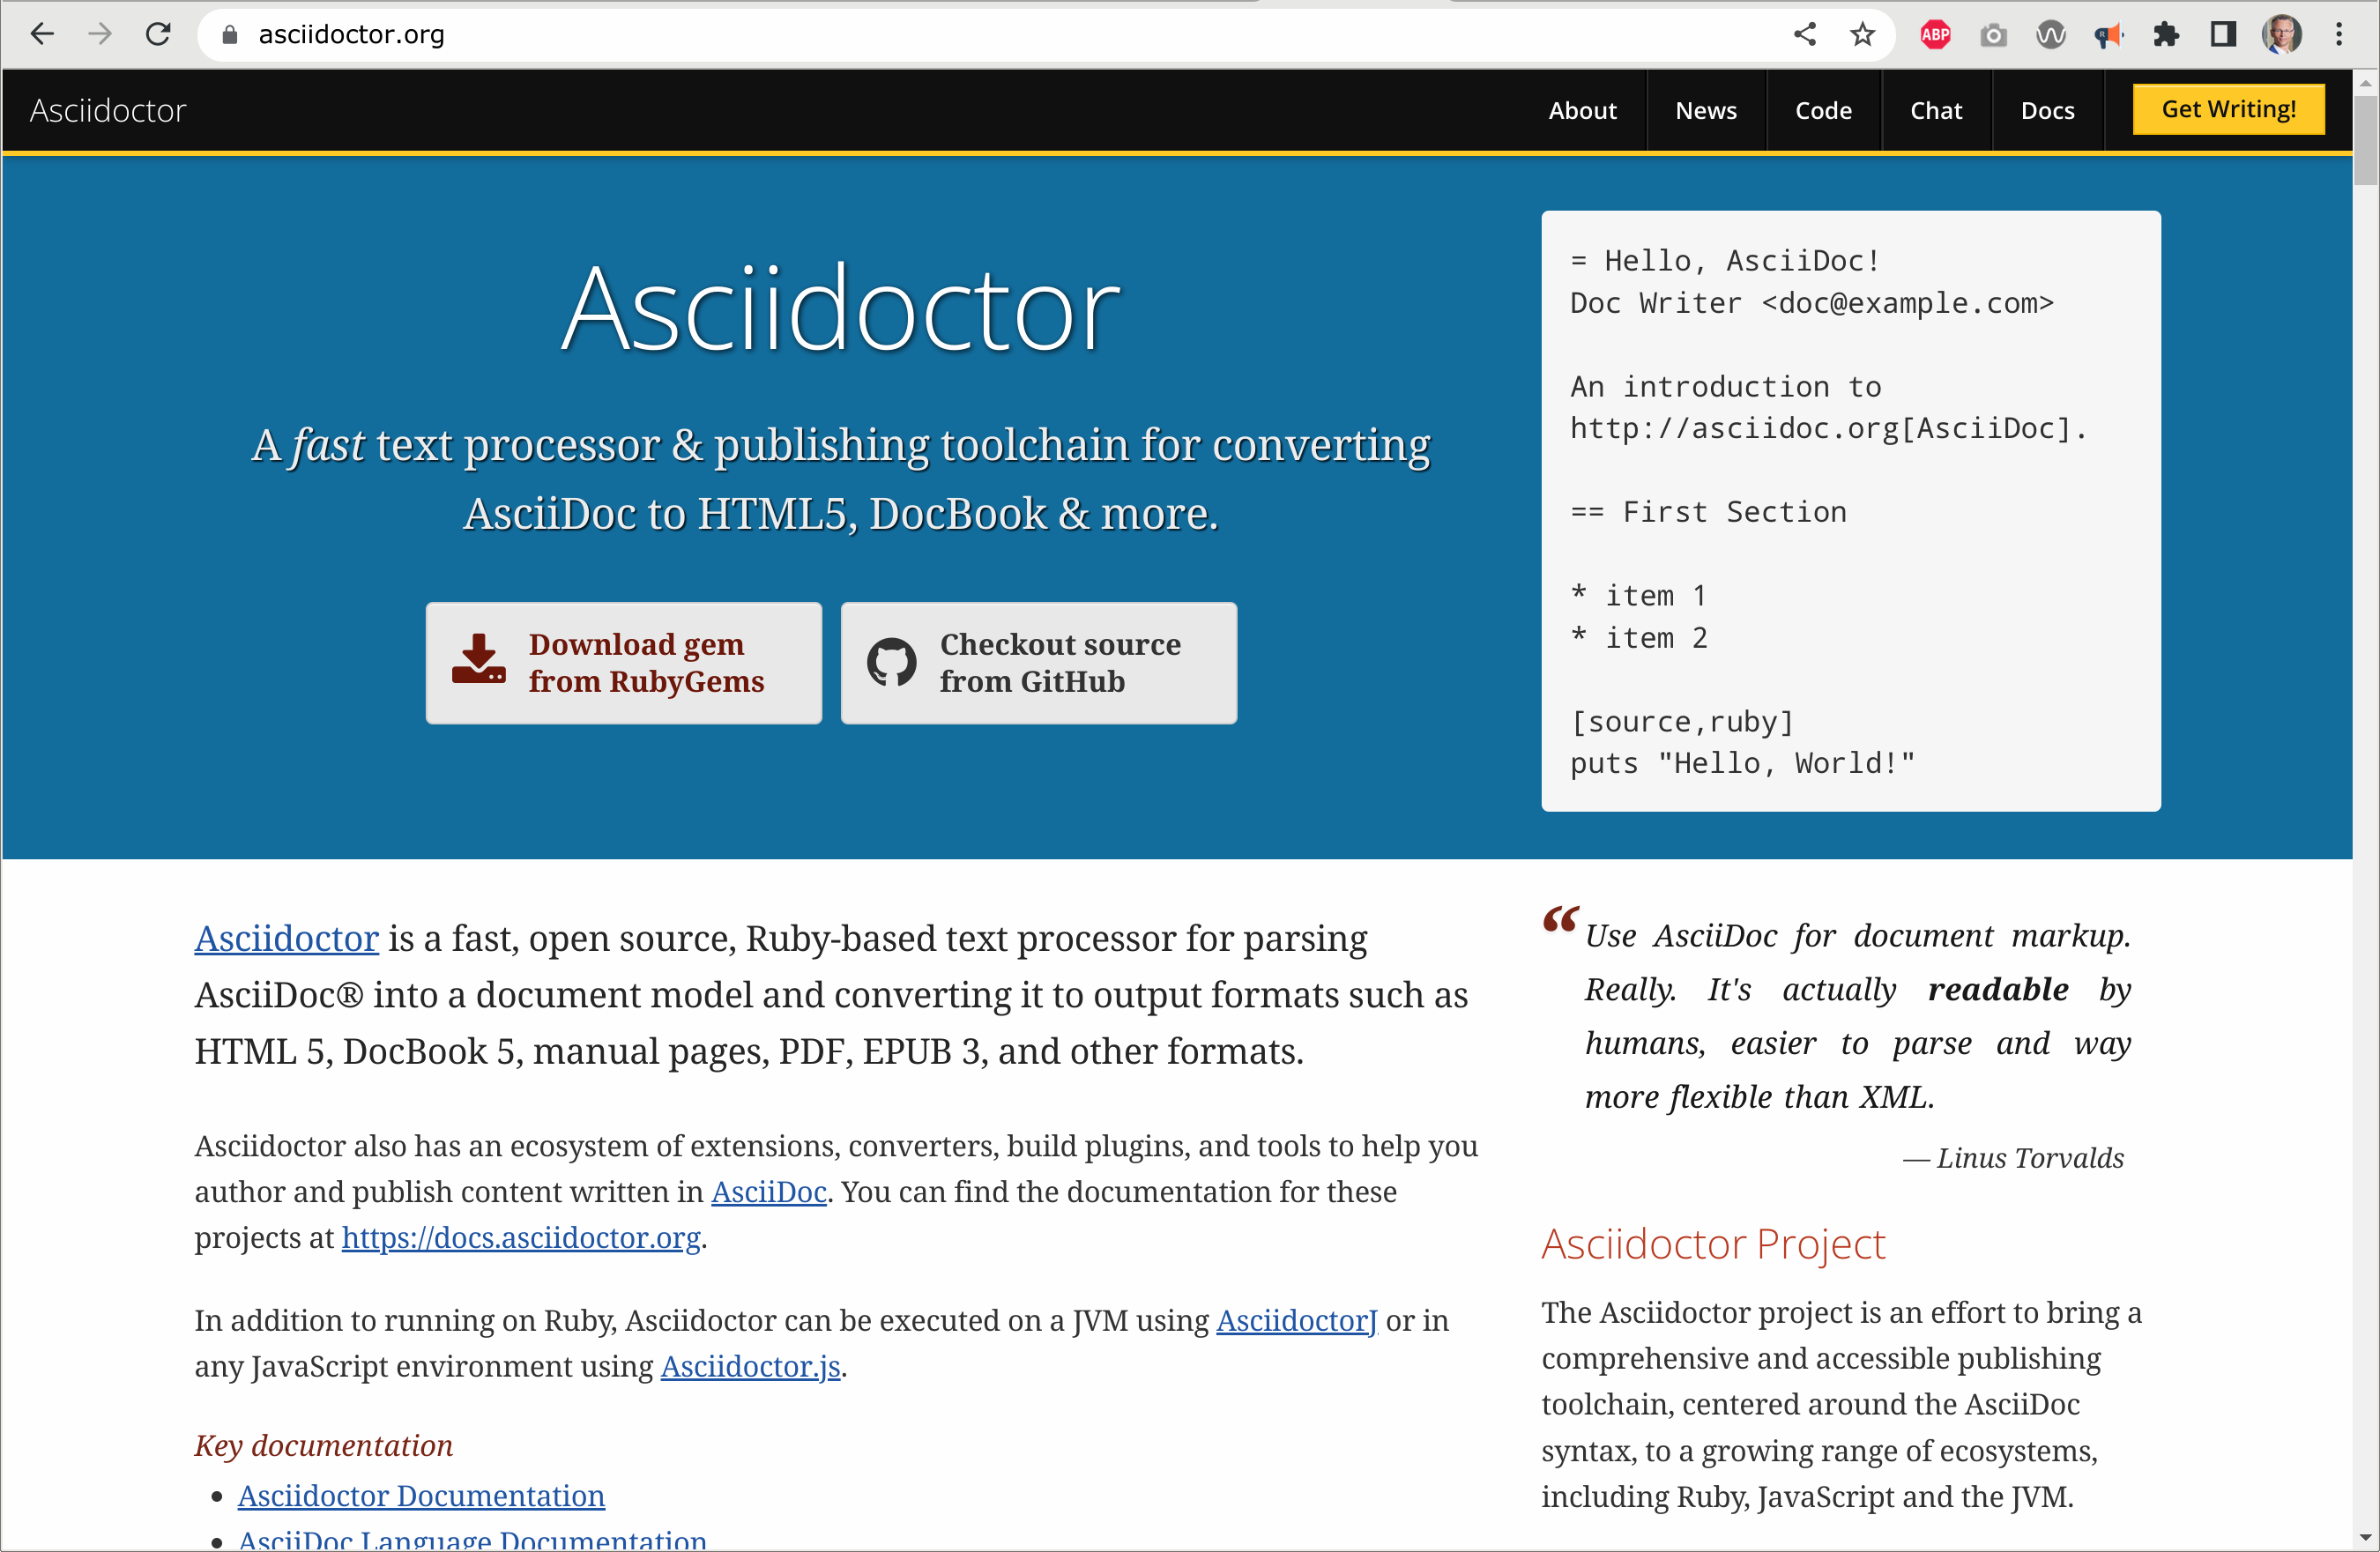 asciidoctor.org
ABP
Asciidoctor
About
News
Code
Chat
Docs
Get Writing!
Asciidoctor
A fast text processor & publishing toolchain for converting
AsciiDoc to HTML5, DocBook & more.
Download gem
from RubyGems
Checkout source
from GitHub
= Hello, AsciiDoc!
Doc Writer <doc@example.com>
An introduction to
http://asciidoc.org[AsciiDoc].
== First Section
* item 1
* item 2
[source,ruby]
puts "Hello, World!"
Asciidoctor is a fast, open source, Ruby-based text processor for parsing
AsciiDoc® into a document model and converting it to output formats such as
HTML 5, DocBook 5, manual pages, PDF, EPUB 3, and other formats.
Asciidoctor also has an ecosystem of extensions, converters, build plugins, and tools to help you
author and publish content written in AsciiDoc. You can find the documentation for these
projects at https://docs.asciidoctor.org.
In addition to running on Ruby, Asciidoctor can be executed on a JVM using AsciidoctorJ or in
any JavaScript environment using Asciidoctor.js.
Key documentation
• Asciidoctor Documentation
• AsciiDoc Language Documentation
“ Use AsciiDoc for document markup.
Really. It's actually readable by
humans, easier to parse and way
more flexible than XML.
— Linus Torvalds
Asciidoctor Project
The Asciidoctor project is an effort to bring a
comprehensive and accessible publishing
toolchain, centered around the AsciiDoc
syntax, to a growing range of ecosystems,
including Ruby, JavaScript and the JVM.